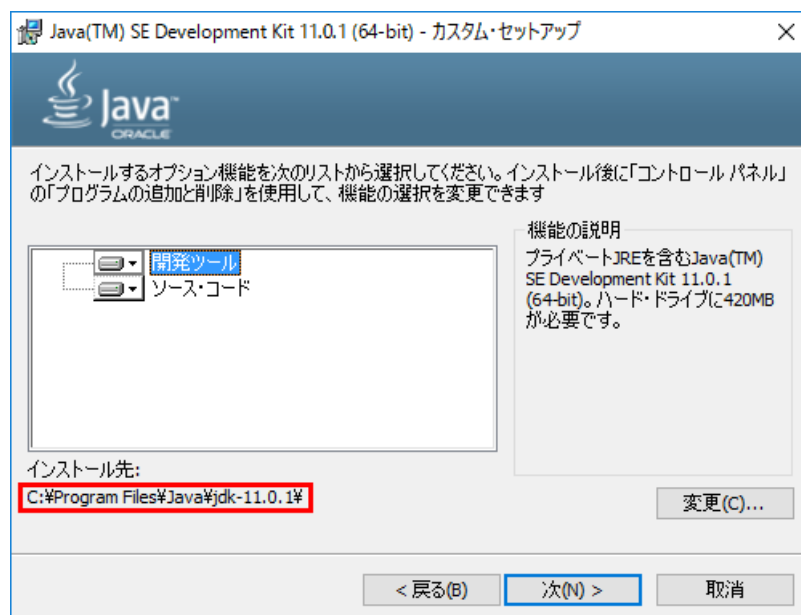 Java(TM) SE Development Kit 11.0.1 (64-bit) - カスタム・セットアップ
Java™
ORACLE
インストールするオプション機能を次のリストから選択してください。インストール後に「コントロール パネル」
の「プログラムの追加と削除」を使用して、機能の選択を変更できます
開発ツール
ソース・コード
機能の説明
プライベートJREを含むJava(TM)
SE Development Kit 11.0.1
(64-bit)。ハード・ドライブに420MB
が必要です。
インストール先:
C:¥Program Files¥Java¥jdk-11.0.1¥
変更(C)...
< 戻る(B)
次(N) >
取消